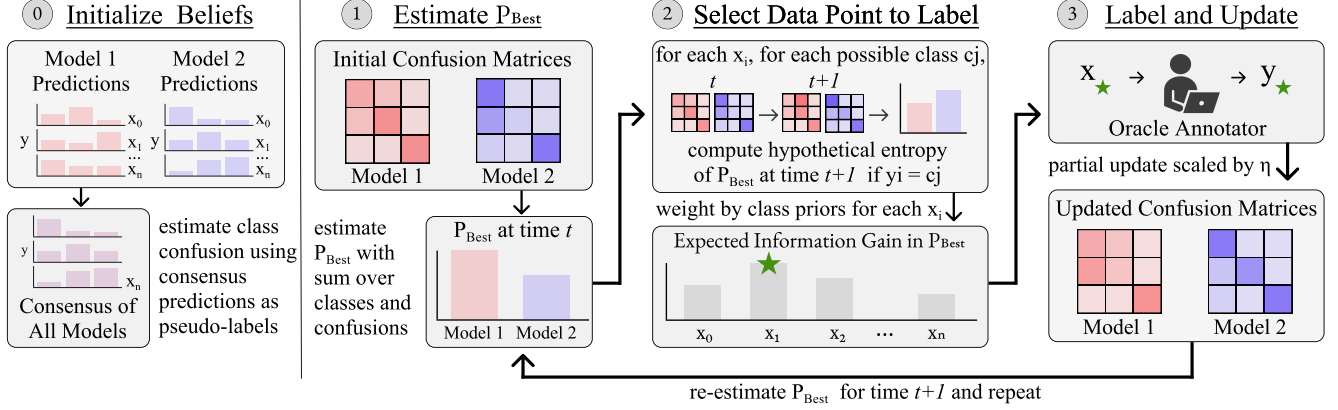 0 Initialize Beliefs
Model 1
Predictions
Model 2
Predictions
x0
y
x1
...
xn
x0
x1
...
xn
y
xn
Consensus of
All Models
estimate class
confusion using
consensus
predictions as
pseudo-labels
1 Estimate PBest
Initial Confusion Matrices
Model 1
Model 2
estimate
PBest with
sum over
classes and
confusions
PBest at time t
Model 1 Model 2
2 Select Data Point to Label
for each xi, for each possible class cj,
t
t+1
compute hypothetical entropy
of PBest at time t+1 if yi = cj
weight by class priors for each xi
Expected Information Gain in PBest
x0 x1 x2 ... xn
3 Label and Update
x
y
Oracle Annotator
partial update scaled by η
Updated Confusion Matrices
Model 1
Model 2
re-estimate PBest for time t+1 and repeat